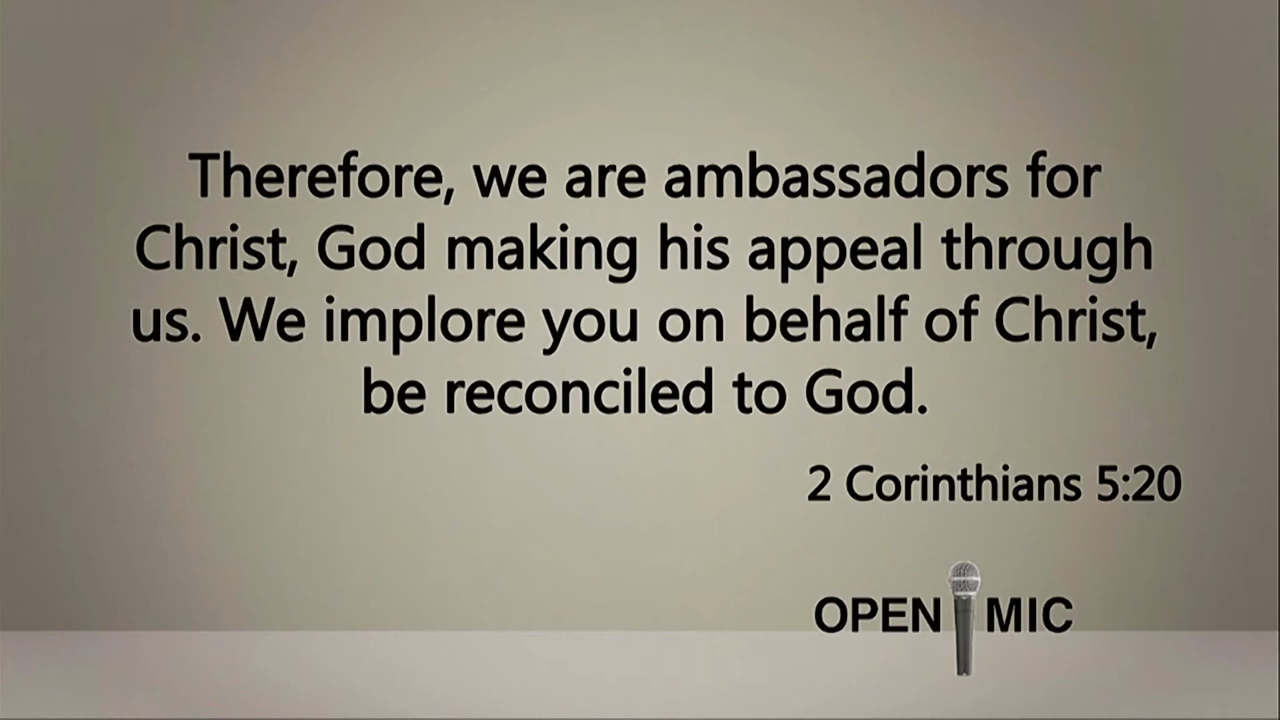 Therefore, we are ambassadors for
Christ, God making his appeal through
us. We implore you on behalf of Christ,
be reconciled to God.
2 Corinthians 5:20
OPEN MIC